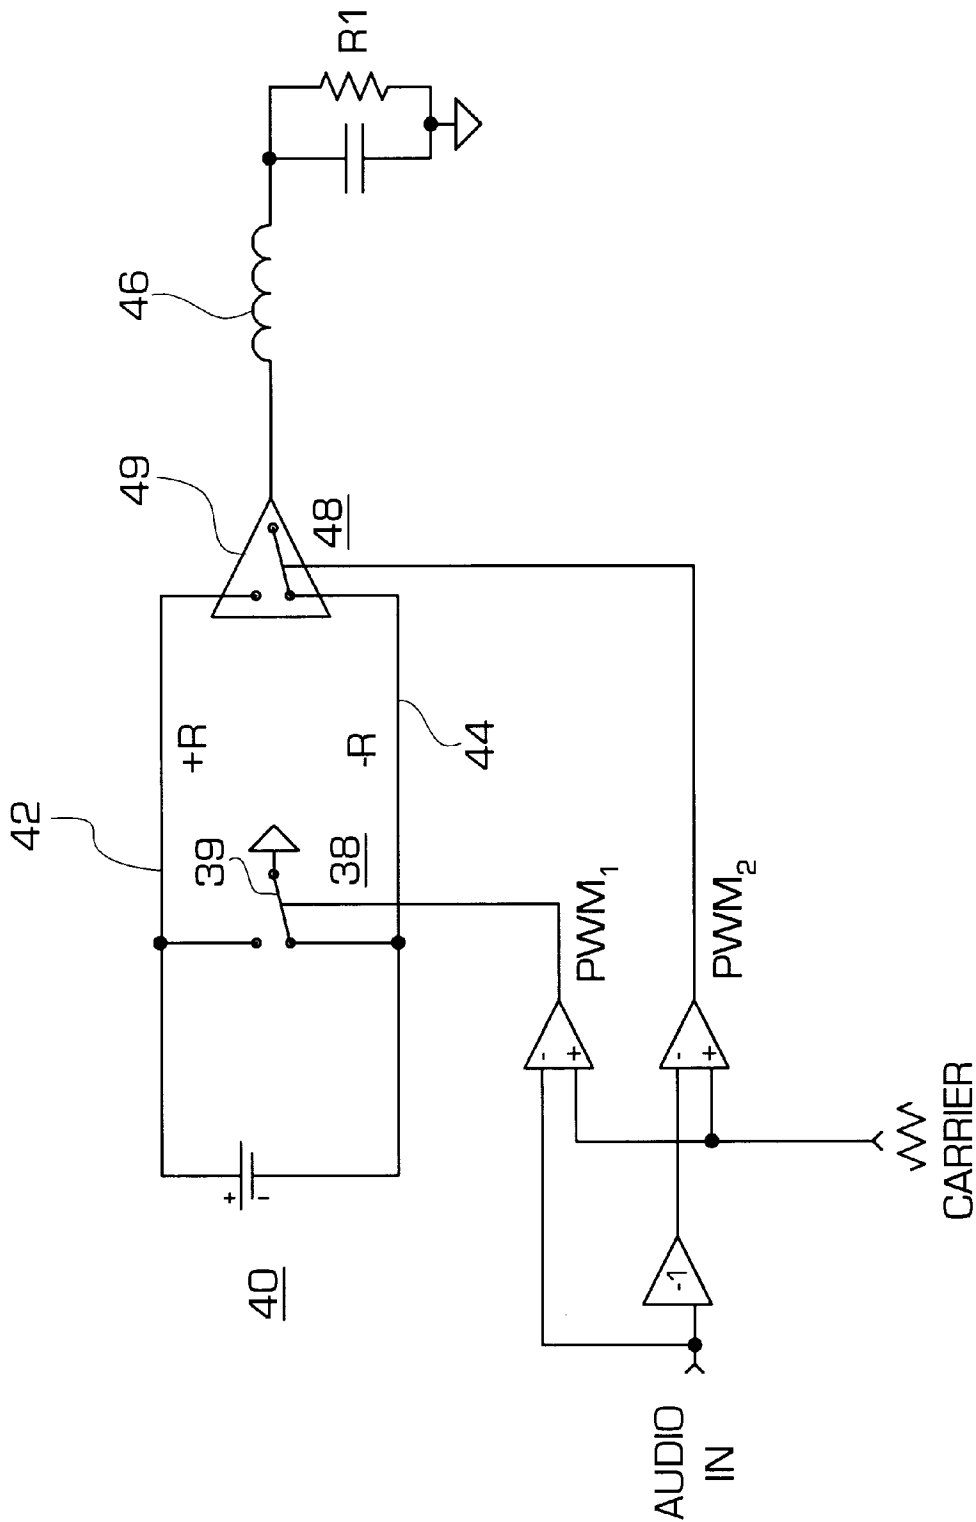 R1
46
49
48
42
+R
-R
39
38
44
+
-
40
PWM1
-
+
PWM2
-
+
-1
CARRIER
AUDIO
IN